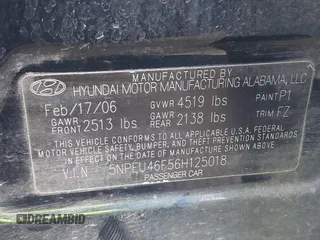 MANUFACTURED BY
HYUNDAI MOTOR MANUFACTURING ALABAMA, LLC
Feb/17/06 GVWR 4519 lbs PAINT P1
GAWR FRONT 2513 lbs GAWR REAR 2138 lbs TRIM FZ
THIS VEHICLE CONFORMS TO ALL APPLICABLE FEDERAL
MOTOR VEHICLE SAFETY, BUMPER, AND THEFT PREVENTION
STANDARDS IN EFFECT ON THE DATE OF MANUFACTURE SHOWN ABOVE.
V.I.N 5NPEU46F56H125018
PASSENGER CAR
DREAMBID